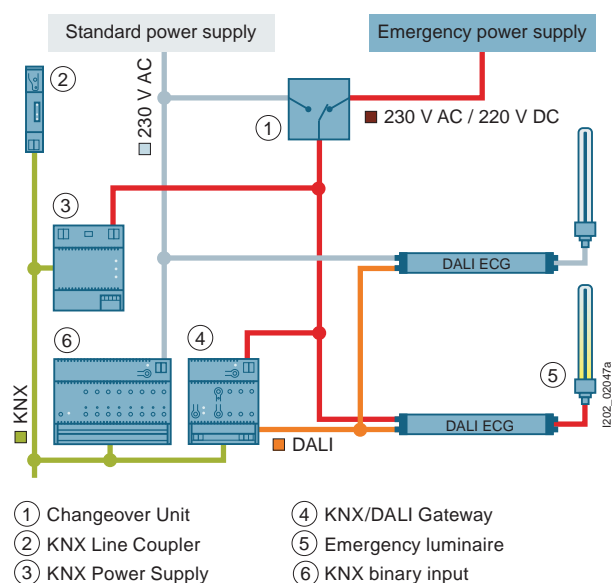 Standard power supply
Emergency power supply
2
230 V AC
1
230 V AC / 220 V DC
3
DALI ECG
6
4
5
I202_02047a
KNX
DALI
DALI ECG
1 Changeover Unit
2 KNX Line Coupler
3 KNX Power Supply
4 KNX/DALI Gateway
5 Emergency luminaire
6 KNX binary input